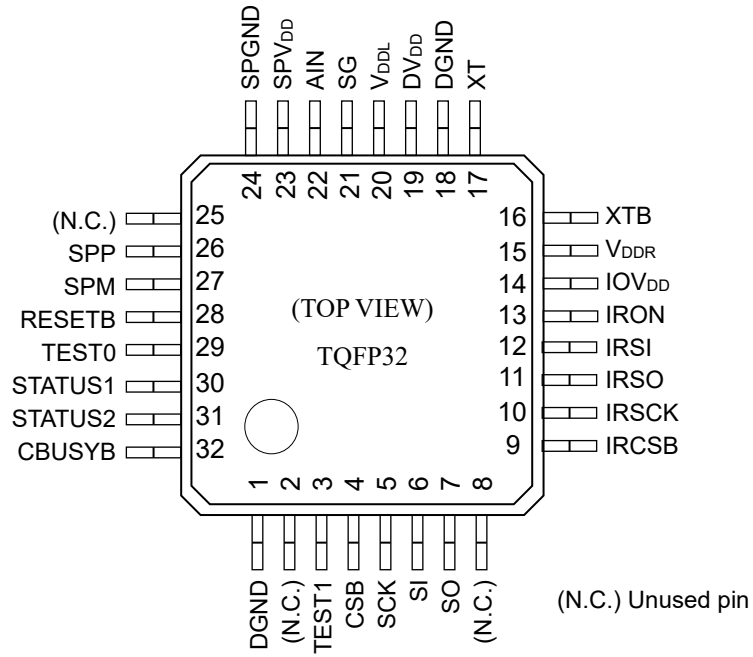 SPGND SPVDD AIN SG VDDL DVDD DGND XT
24 23 22 21 20 19 18 17
(N.C.) 25 16 XTB
SPP 26 15 VDDR
SPM 27 14 IOVDD
RESETB 28 (TOP VIEW) 13 IRON
TEST0 29 TQFP32 12 IRSI
STATUS1 30 11 IRSO
STATUS2 31 10 IRSCK
CBUSYB 32 9 IRCSB
1 2 3 4 5 6 7 8
DGND (N.C.) TEST1 CSB SCK SI SO (N.C.)
(N.C.) Unused pin